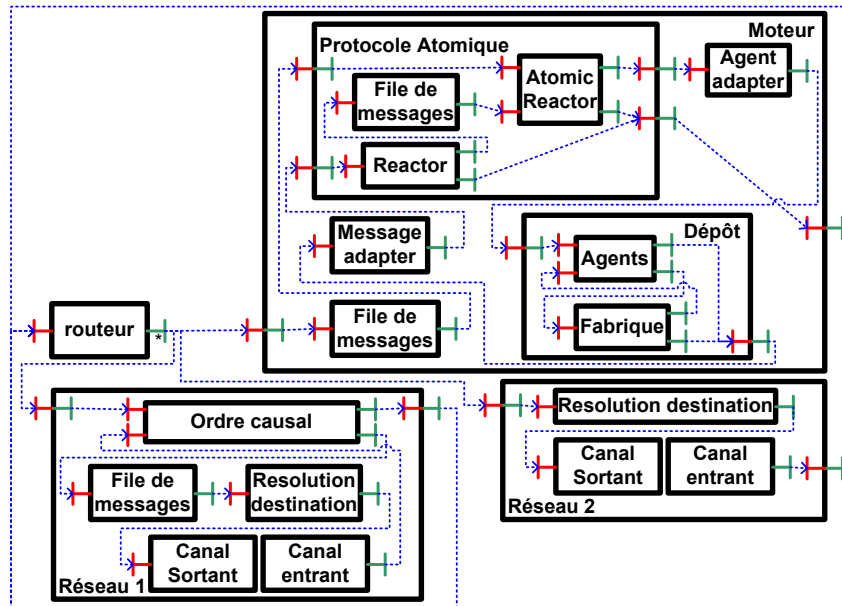 Moteur
Protocole Atomique
Agent
adapter
Atomic
Reactor
File de
messages
Reactor
Message
adapter
Dépôt
Agents
Fabrique
File de
messages
routeur
*
Ordre causal
File de
messages
Resolution
destination
Canal
Sortant
Canal
entrant
Réseau 1
Resolution destination
Canal
Sortant
Canal
entrant
Réseau 2